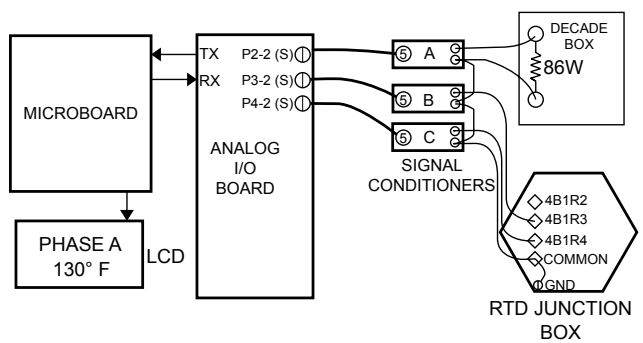 DECADE
BOX
86W
TX
RX
P2-2 (S)
P3-2 (S)
P4-2 (S)
5 A
5 B
5 C
MICROBOARD
ANALOG
I/O
BOARD
SIGNAL
CONDITIONERS
PHASE A
130° F
LCD
4B1R2
4B1R3
4B1R4
COMMON
GND
RTD JUNCTION
BOX